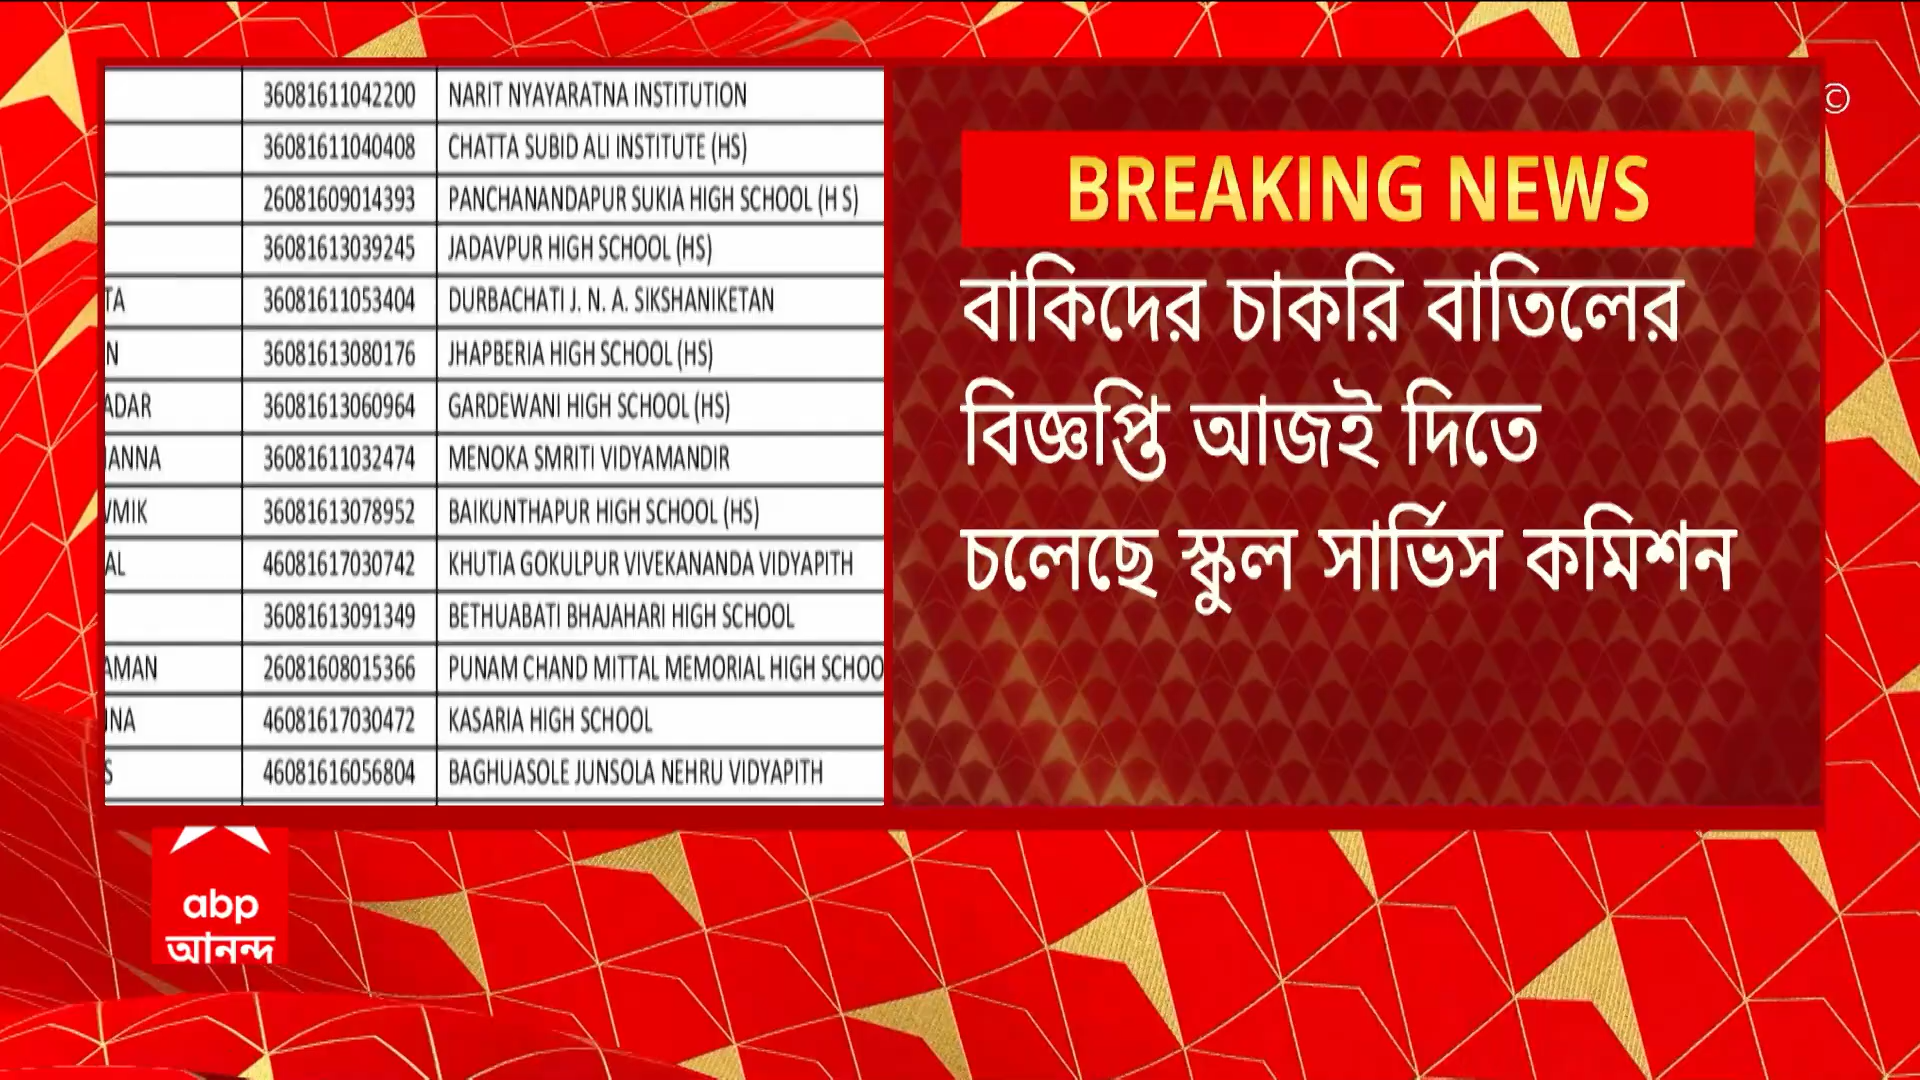 36081611042200 NARIT NYAYARATNA INSTITUTION
36081611040408 CHATTA SUBID ALI INSTITUTE (HS)
26081609014393 PANCHANANDAPUR SUKIA HIGH SCHOOL (H S)
36081613039245 JADAVPUR HIGH SCHOOL (HS)
TA 36081611053404 DURBACHATI J. N. A. SIKSHANIKETAN
N 36081613080176 JHAPBERIA HIGH SCHOOL (HS)
ADAR 36081613060964 GARDEWANI HIGH SCHOOL (HS)
ANNA 36081611032474 MENOKA SMRITI VIDYAMANDIR
MIK 36081613078952 BAIKUNTHAPUR HIGH SCHOOL (HS)
AL 46081617030742 KHUTIA GOKULPUR VIVEKANANDA VIDYAPITH
36081613091349 BETHUABATI BHAJAHARI HIGH SCHOOL
AMAN 26081608015366 PUNAM CHAND MITTAL MEMORIAL HIGH SCHOO
NA 46081617030472 KASARIA HIGH SCHOOL
S 46081616056804 BAGHUASOLE JUNSOLA NEHRU VIDYAPITH
©
BREAKING NEWS
বাকিদের চাকরি বাতিলের
বিজ্ঞপ্তি আজই দিতে
চলেছে স্কুল সার্ভিস কমিশন
abp
আনন্দ